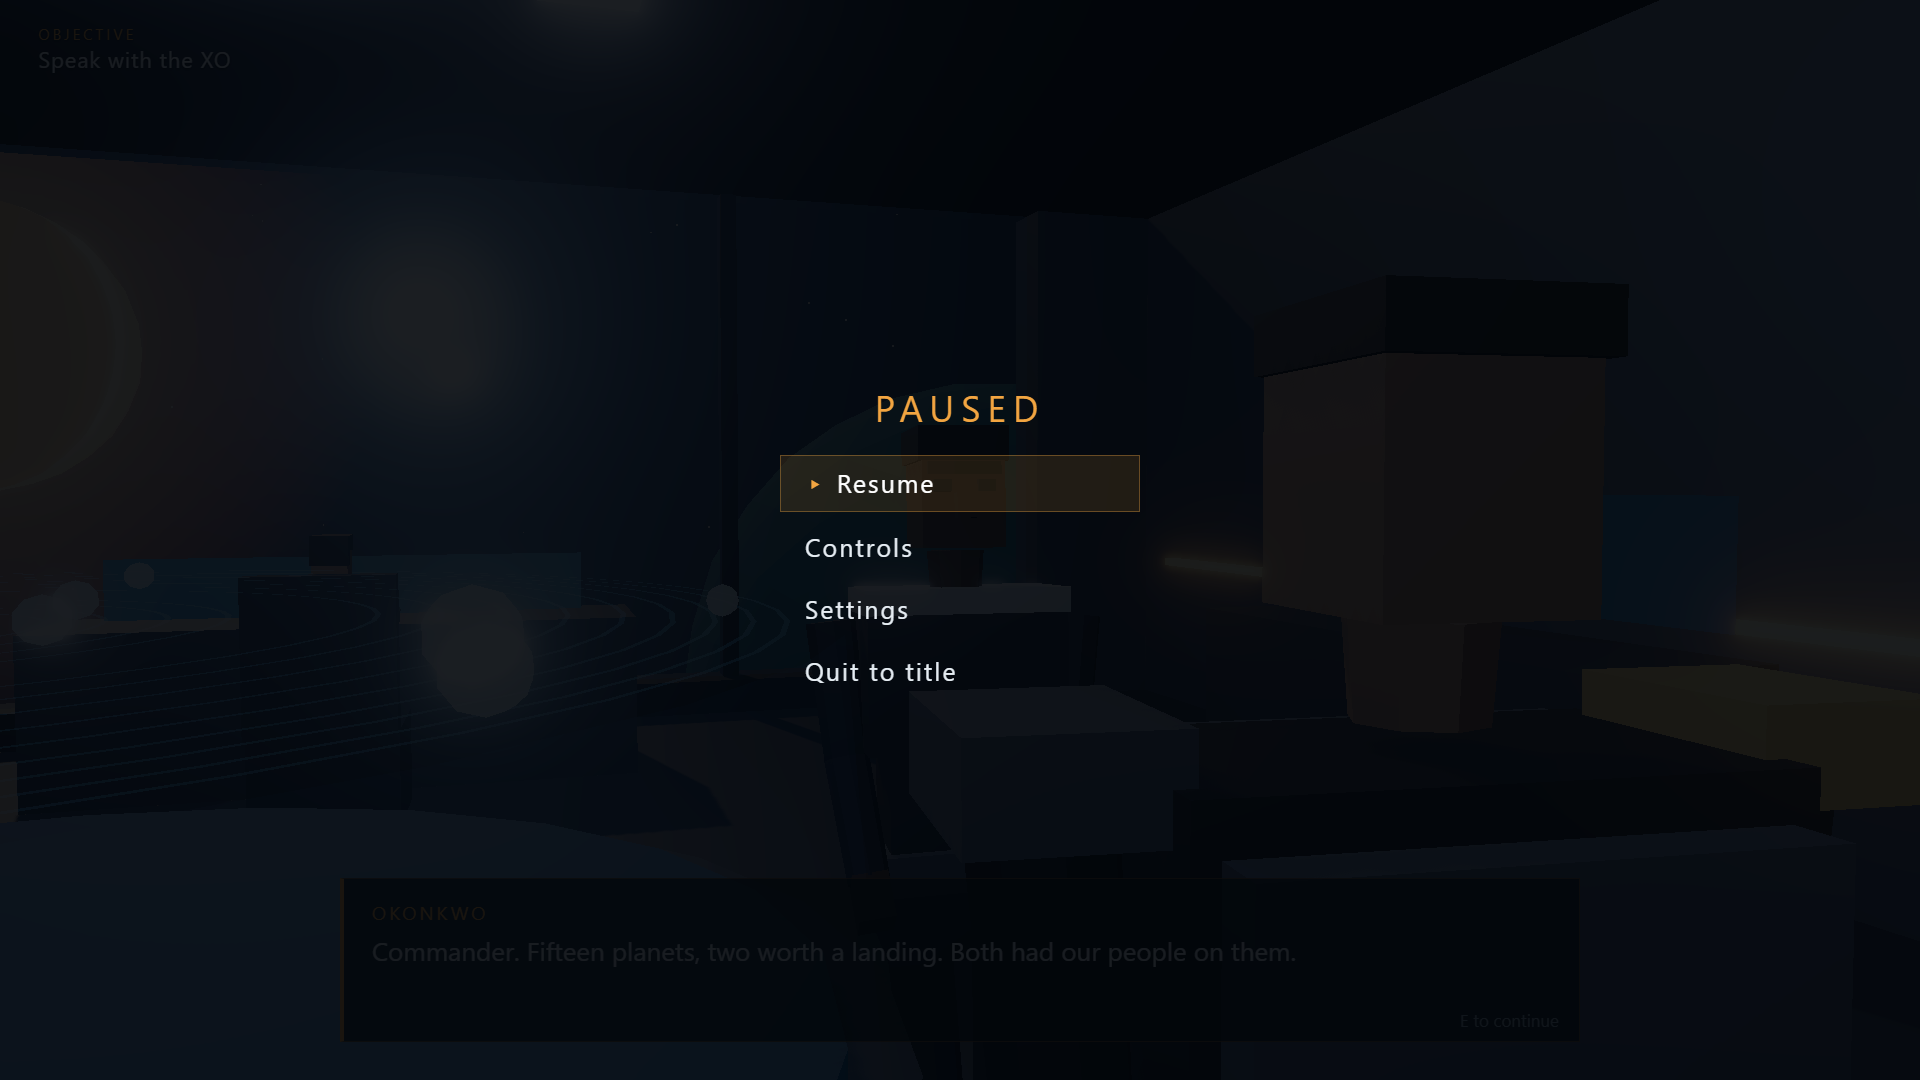 OBJECTIVE
Speak with the XO
PAUSED
Resume
Controls
Settings
Quit to title
OKONKWO
Commander. Fifteen planets, two worth a landing. Both had our people on them.
E to continue